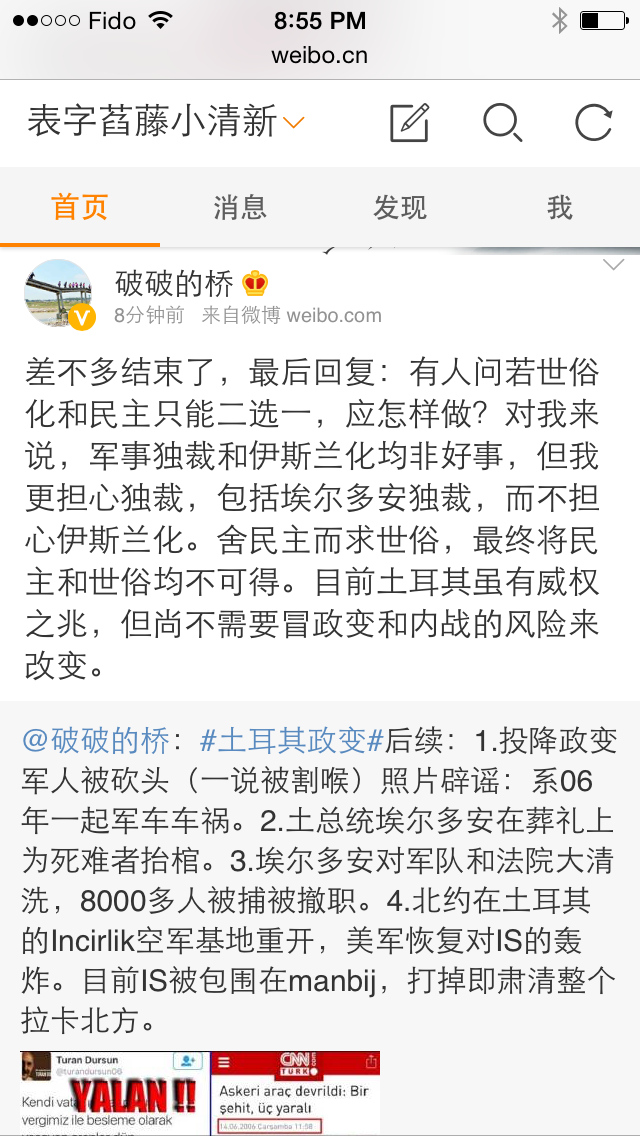 Fido 8:55 PM
weibo.cn
表字萏藤小清新
首页 消息 发现 我
破破的桥
8分钟前 来自微博 weibo.com
差不多结束了，最后回复：有人问若世俗
化和民主只能二选一，应怎样做？对我来
说，军事独裁和伊斯兰化均非好事，但我
更担心独裁，包括埃尔多安独裁，而不担
心伊斯兰化。舍民主而求世俗，最终将民
主和世俗均不可得。目前土耳其虽有威权
之兆，但尚不需要冒政变和内战的风险来
改变。
@破破的桥：#土耳其政变#后续：1.投降政变
军人被砍头（一说被割喉）照片辟谣：系06
年一起军车车祸。2.土总统埃尔多安在葬礼上
为死难者抬棺。3.埃尔多安对军队和法院大清
洗，8000多人被捕被撤职。4.北约在土耳其
的Incirlik空军基地重开，美军恢复对IS的轰
炸。目前IS被包围在manbij，打掉即肃清整个
拉卡北方。
Turan Dursun
@turandursun06
Kendi
YALAN !!
vergimiz ile besleme olarak
CNN
TÜRK
.com
Askeri araç devrildi: Bir
şehit, üç yaralı
14.06.2006 Çarşamba 11:58